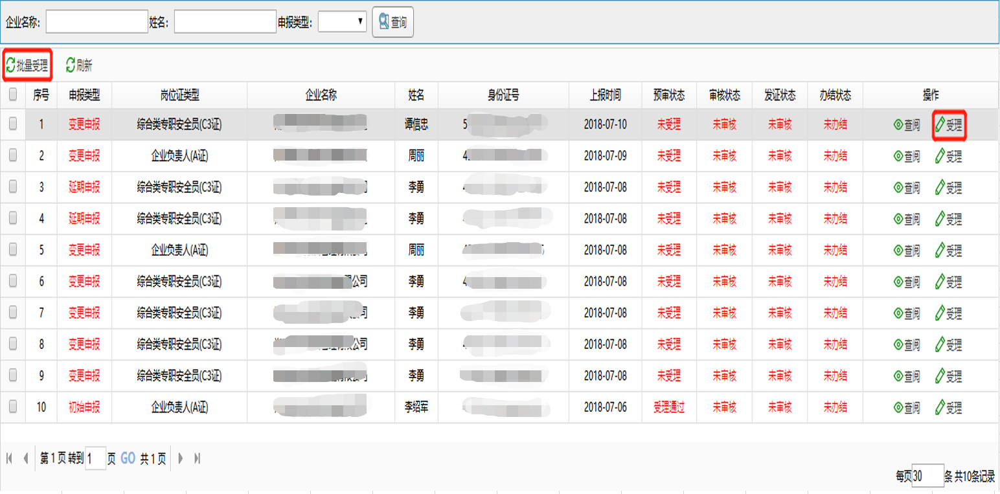 企业名称: 姓名: 申报类型: 查询
批量受理 刷新
序号 申报类型 岗位证类型 企业名称 姓名 身份证号 上报时间 预审状态 审核状态 发证状态 办结状态 操作
1 变更申报 综合类专职安全员(C3证) 谭信忠 5 2018-07-10 未受理 未审核 未审核 未办结 查阅 受理
2 变更申报 企业负责人(A证) 周丽 4 2018-07-09 未受理 未审核 未审核 未办结 查阅 受理
3 延期申报 综合类专职安全员(C3证) 李勇 2018-07-08 未受理 未审核 未审核 未办结 查阅 受理
4 延期申报 综合类专职安全员(C3证) 李勇 2018-07-08 未受理 未审核 未审核 未办结 查阅 受理
5 变更申报 企业负责人(A证) 周丽 2018-07-08 未受理 未审核 未审核 未办结 查阅 受理
6 变更申报 综合类专职安全员(C3证) 公司 李勇 4 2018-07-08 未受理 未审核 未审核 未办结 查阅 受理
7 变更申报 综合类专职安全员(C3证) 李勇 2018-07-08 未受理 未审核 未审核 未办结 查阅 受理
8 变更申报 综合类专职安全员(C3证) 公司 李勇 2018-07-08 未受理 未审核 未审核 未办结 查阅 受理
9 变更申报 综合类专职安全员(C3证) 李勇 2018-07-08 未受理 未审核 未审核 未办结 查阅 受理
10 初始申报 企业负责人(A证) 李绍军 2018-07-06 受理通过 未审核 未审核 未办结 查阅 受理
第 1 页 转到 1 页 GO 共 1 页
每页 30 条 共10条记录